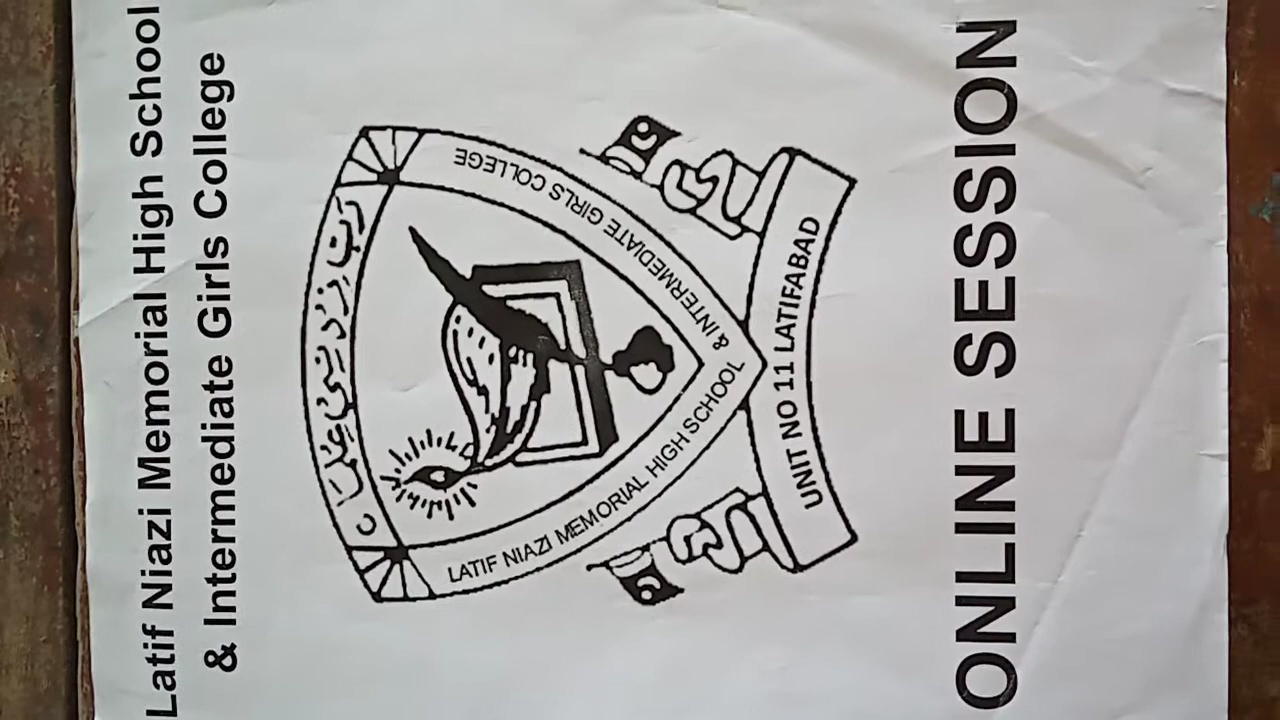 Latif Niazi Memorial High School
& Intermediate Girls College
رَبِّ زِدْنِي عِلْمًا
LATIF NIAZI MEMORIAL HIGH SCHOOL
& INTERMEDIATE GIRLS COLLEGE
UNIT NO 11 LATIFABAD
ONLINE SESSION